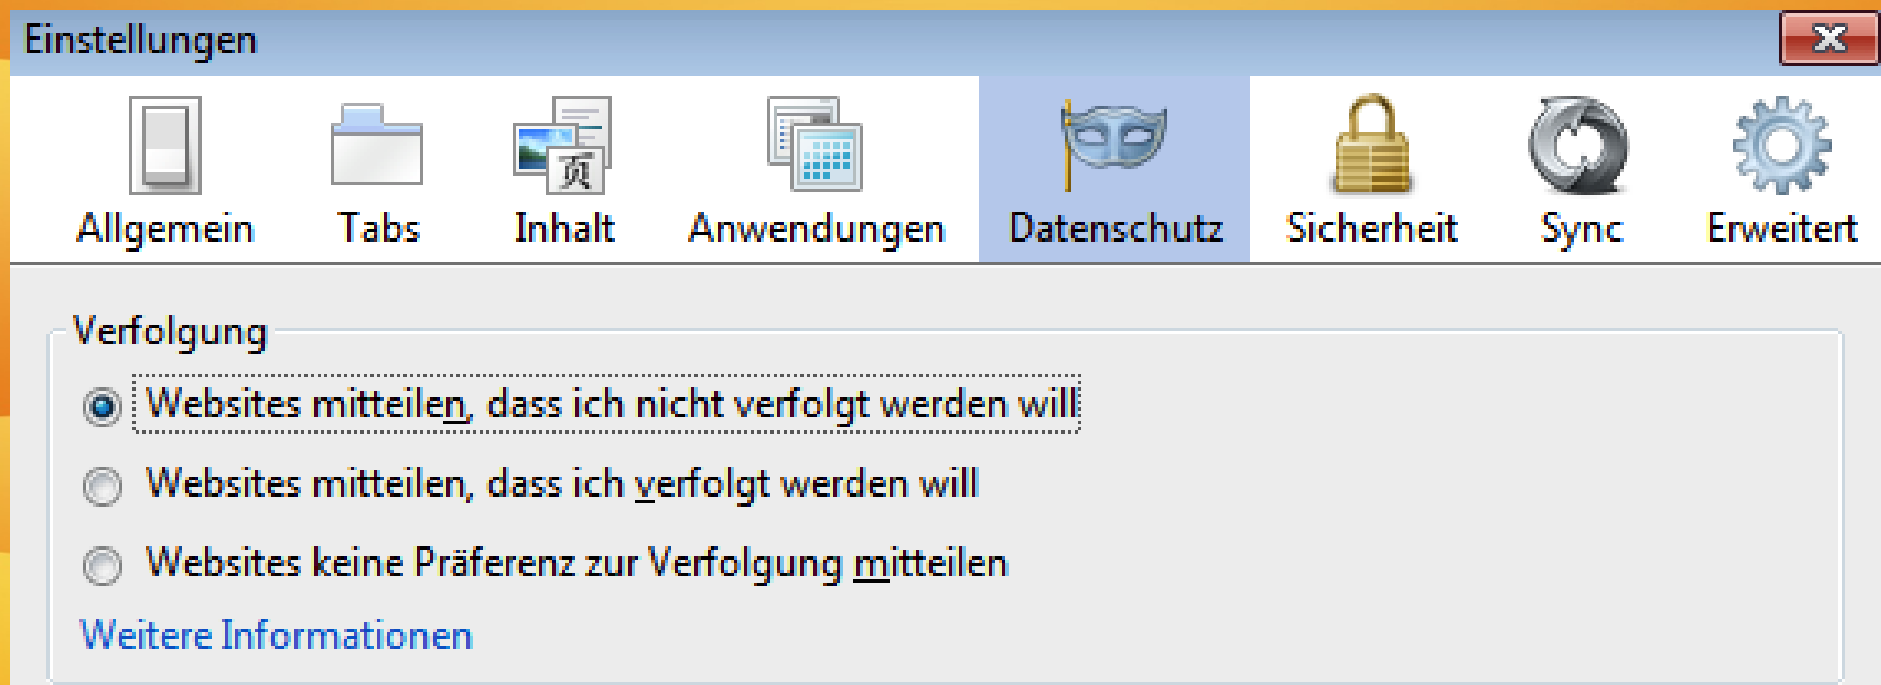 Einstellungen
页
Allgemein Tabs Inhalt Anwendungen Datenschutz Sicherheit Sync Erweitert
Verfolgung
Websites mitteilen, dass ich nicht verfolgt werden will
Websites mitteilen, dass ich verfolgt werden will
Websites keine Präferenz zur Verfolgung mitteilen
Weitere Informationen